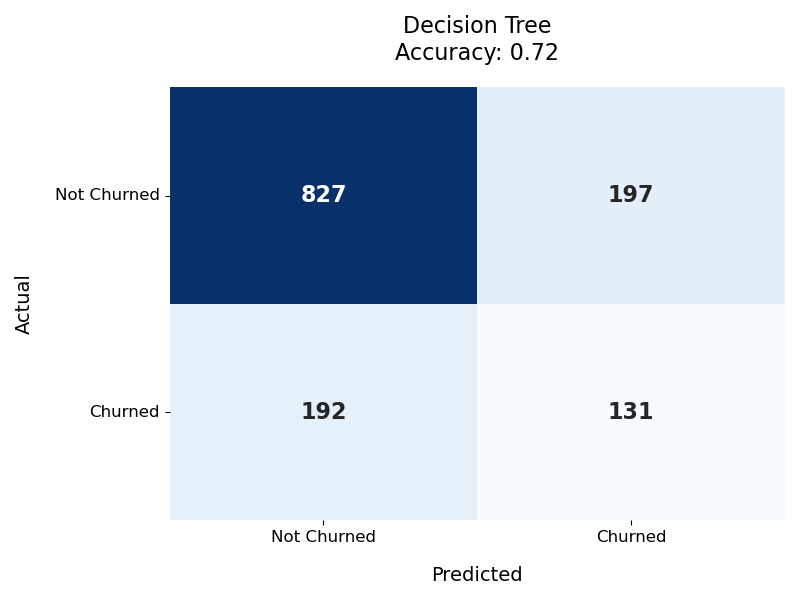 Decision Tree
Accuracy: 0.72
Actual
Not Churned
827
197
Churned
192
131
Not Churned
Churned
Predicted